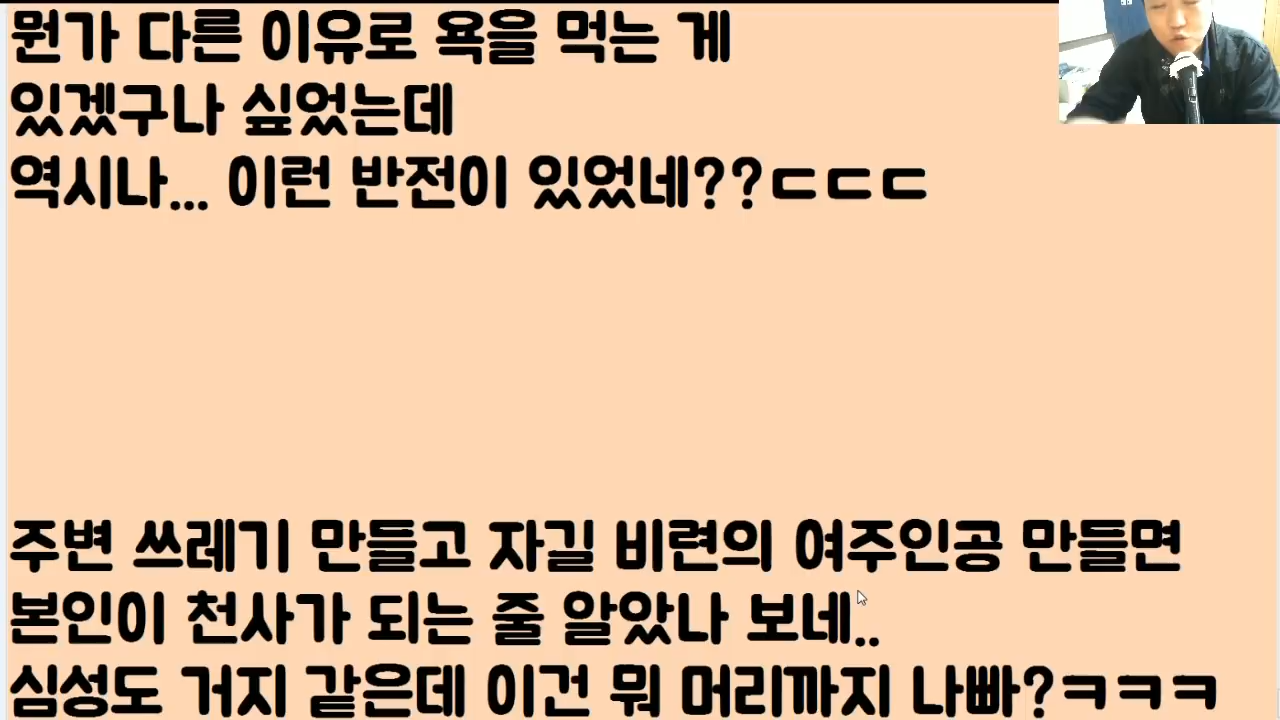 뭔가 다른 이유로 욕을 먹는 게
있겠구나 싶었는데
역시나... 이런 반전이 있었네??ㄷㄷㄷ
주변 쓰레기 만들고 자길 비련의 여주인공 만들면
본인이 천사가 되는 줄 알았나 보네..
심성도 거지 같은데 이건 뭐 머리까지 나빠?ㅋㅋㅋ